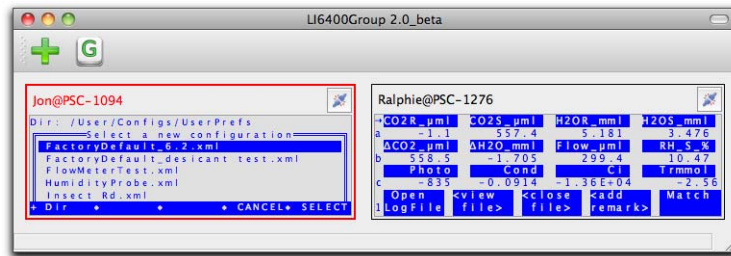 LI6400Group 2.0_beta
G
Jon@PSC-1094
Dir: /User/Configs/UserPrefs
Select a new configuration
FactoryDefault_6.2.xml
FactoryDefault_desicant test.xml
FlowMeterTest.xml
HumidityProbe.xml
Insect Rd.xml
+ Dir CANCEL SELECT
Ralphie@PSC-1276
→CO2R_µml CO2S_µml H2OR_mml H2OS_mml
a -1.1 557.4 5.181 3.476
ΔCO2_µml ΔH2O_mml Flow_µml RH_S_%
b 558.5 -1.705 299.4 10.47
Photo Cond Ci Trmmol
c -835 -0.0914 -1.36E+04 -2.56
Open <view <close <add Match
1 LogFile file> file> remark>